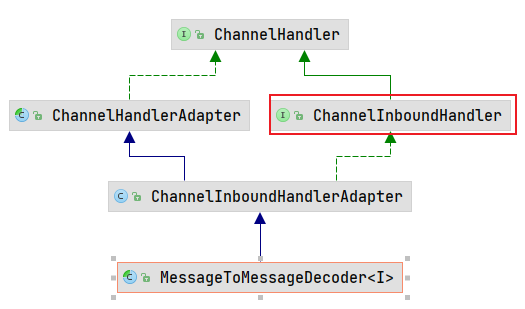 I ChannelHandler
C ChannelHandlerAdapter
I ChannelInboundHandler
C ChannelInboundHandlerAdapter
C MessageToMessageDecoder<I>